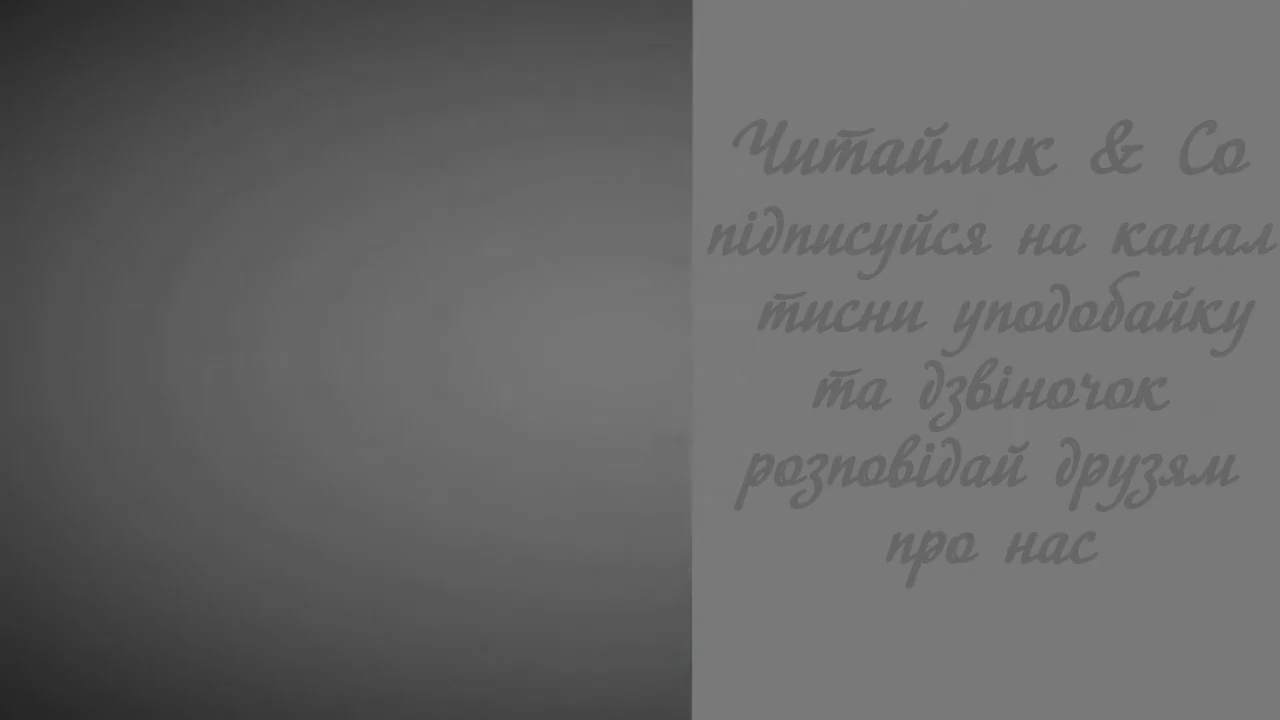 Читайлик & Co
підписуйся на канал
тисни уподобайку
та дзвіночок
розповідай друзям
про нас